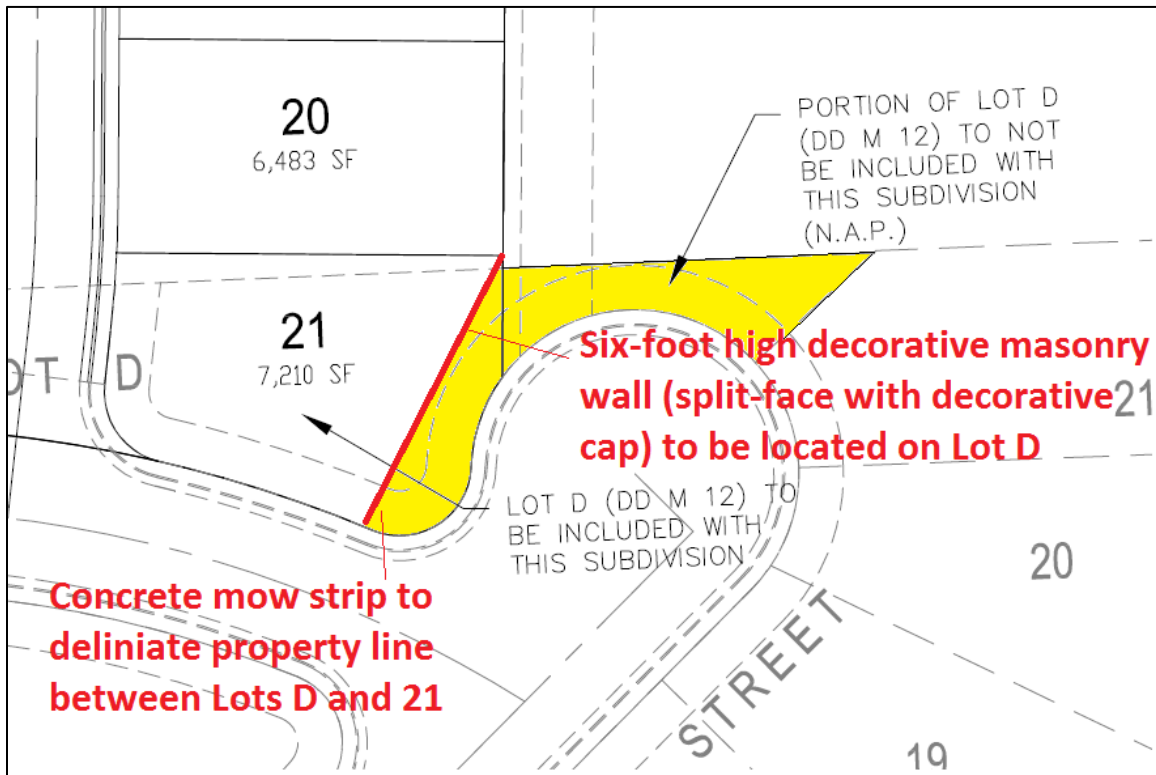 20
6,483 SF
PORTION OF LOT D
(DD M 12) TO NOT
BE INCLUDED WITH
THIS SUBDIVISION
(N.A.P.)
21
7,210 SF
OT D
Six-foot high decorative masonry
wall (split-face with decorative
cap) to be located on Lot D
21
LOT D (DD M 12) TO
BE INCLUDED WITH
THIS SUBDIVISION
20
Concrete mow strip to
deliniate property line
between Lots D and 21
STREET
19